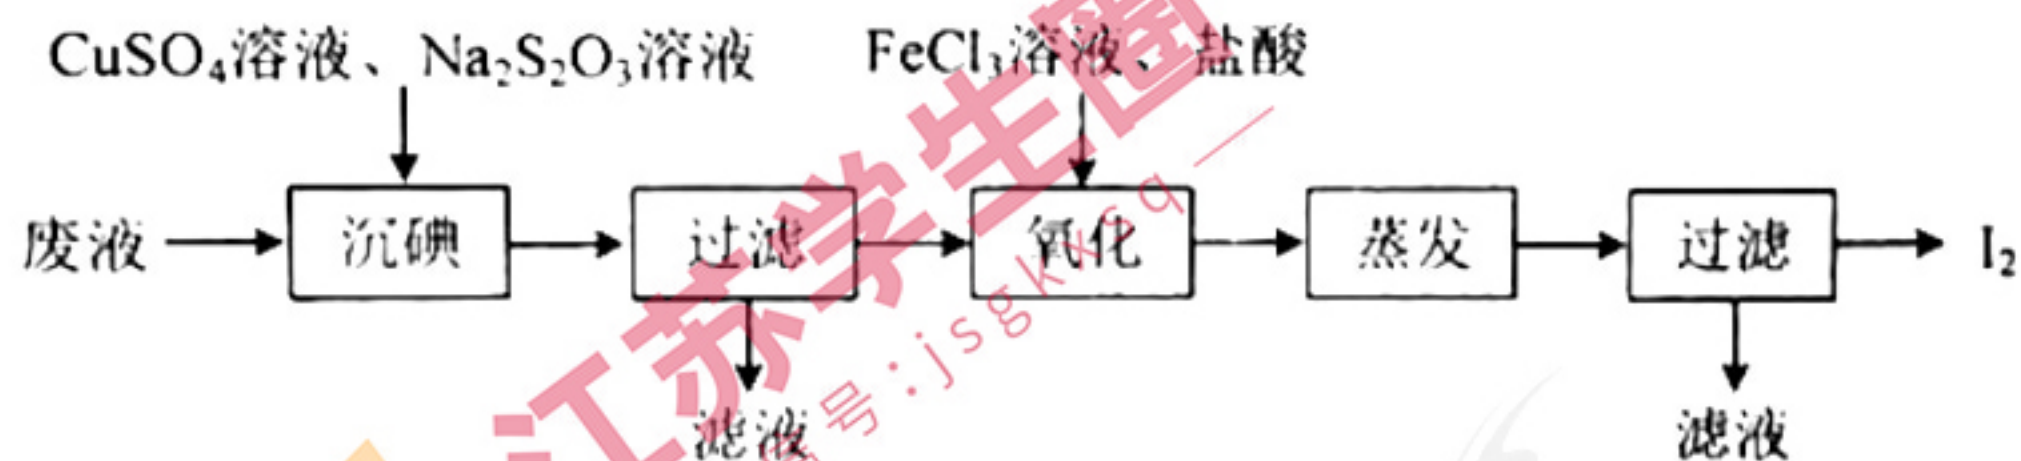 CuSO₄溶液、Na₂S₂O₃溶液 FeCl₃溶液、盐酸
废液 沉碘 过滤 氧化 蒸发 过滤 I₂
滤液 滤液
江苏学生圈
号:jsgkxsq_